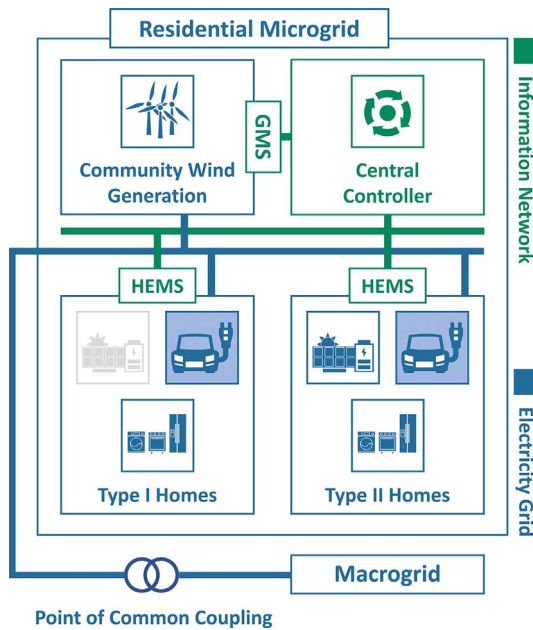 Residential Microgrid
Community Wind
Generation
GMS
Central
Controller
Information Network
HEMS
HEMS
Type I Homes
Type II Homes
Electricity Grid
Macrogrid
Point of Common Coupling